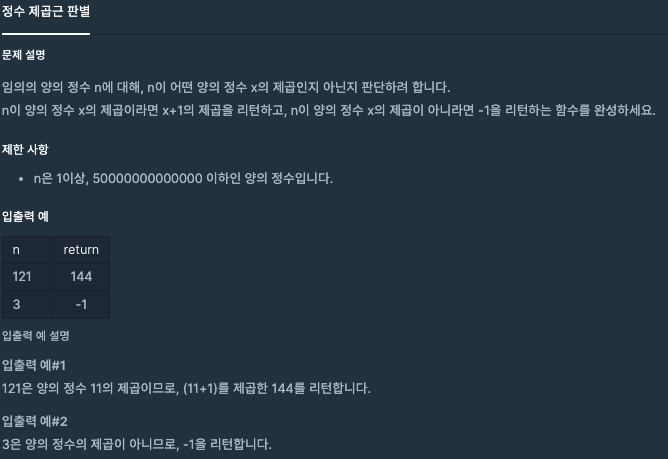 정수 제곱근 판별
문제 설명
임의의 양의 정수 n에 대해, n이 어떤 양의 정수 x의 제곱인지 아닌지 판단하려 합니다.
n이 양의 정수 x의 제곱이라면 x+1의 제곱을 리턴하고, n이 양의 정수 x의 제곱이 아니라면 -1을 리턴하는 함수를 완성하세요.
제한 사항
• n은 1이상, 50000000000000 이하인 양의 정수입니다.
입출력 예
n return
121 144
3 -1
입출력 예 설명
입출력 예#1
121은 양의 정수 11의 제곱이므로, (11+1)를 제곱한 144를 리턴합니다.
입출력 예#2
3은 양의 정수의 제곱이 아니므로, -1을 리턴합니다.